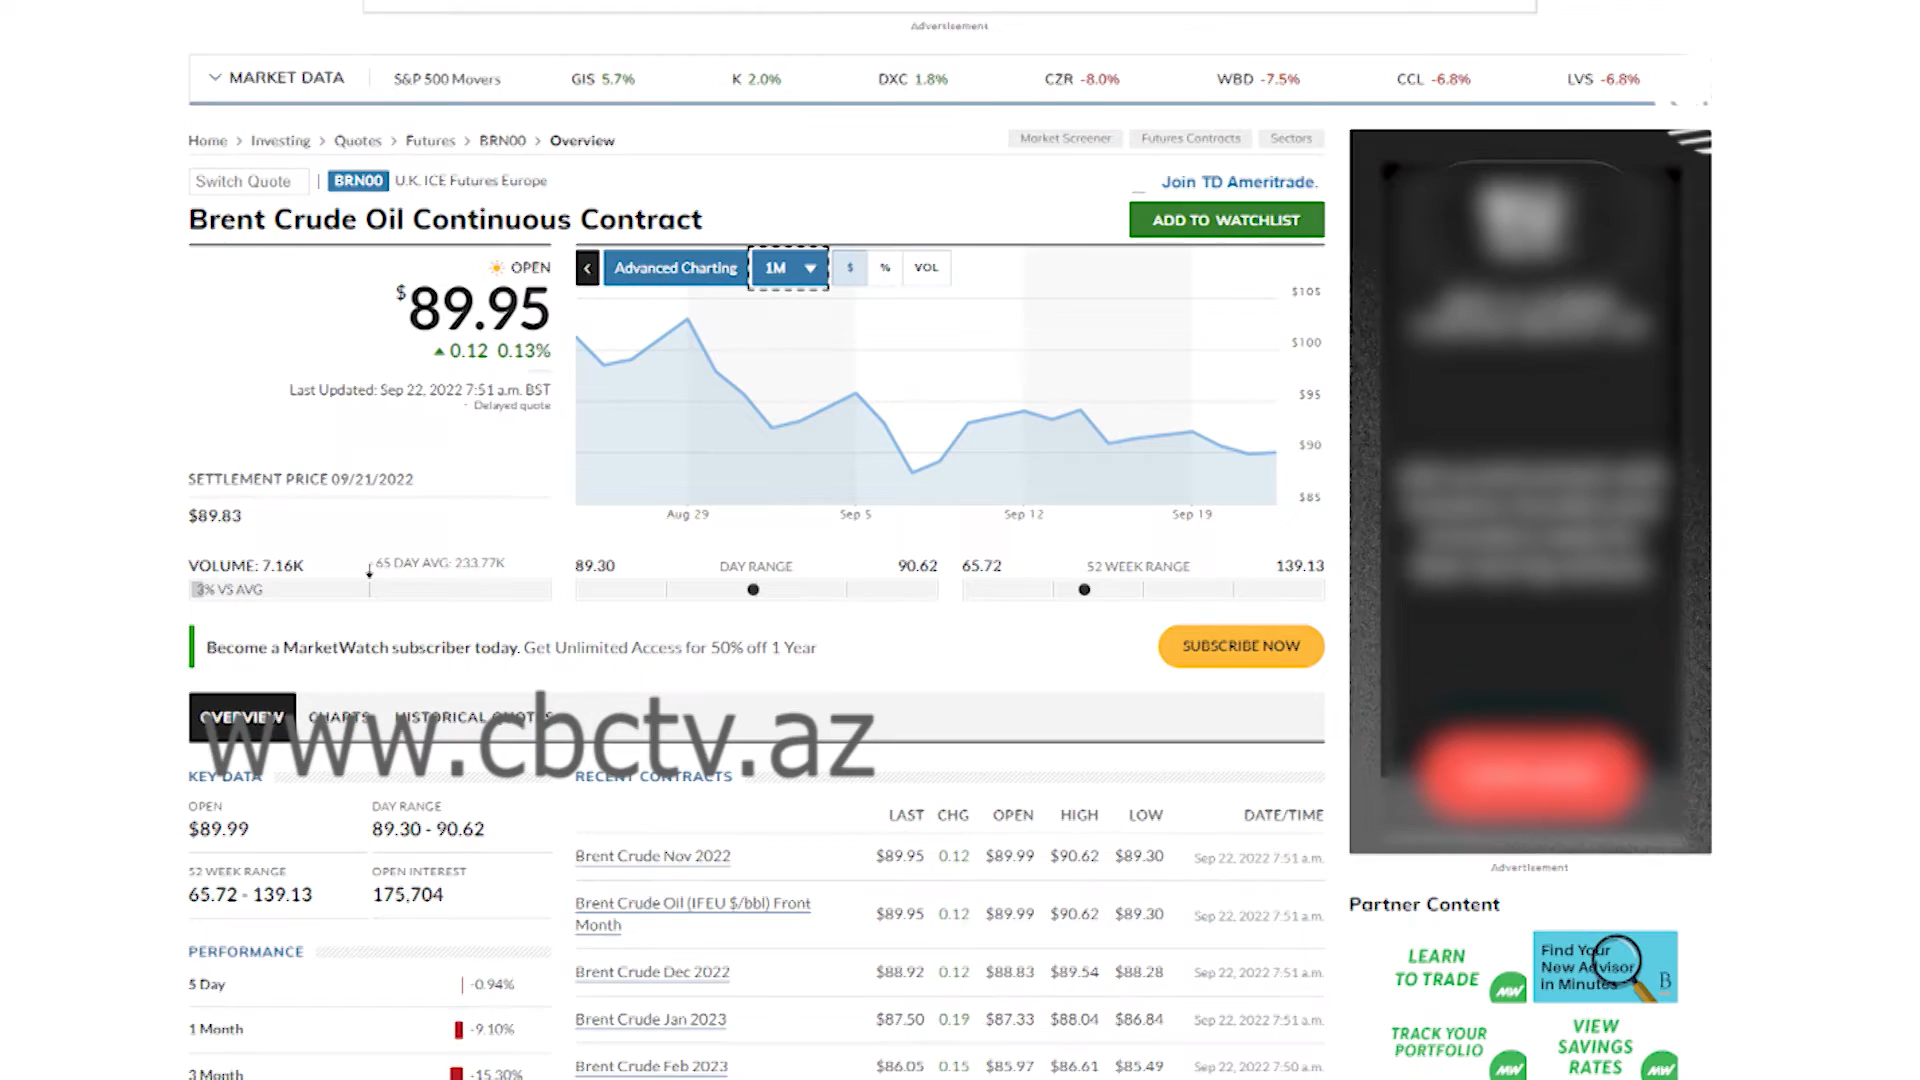 Advertisement
MARKET DATA
S&P 500 Movers
GIS 5.7%
K 2.0%
DXC 1.8%
CZR -8.0%
WBD -7.5%
CCL -6.8%
LVS -6.8%
Home > Investing > Quotes > Futures > BRN00 > Overview
Market Screener
Futures Contracts
Sectors
Switch Quote | BRN00 U.K. ICE Futures Europe
Join TD Ameritrade.
Brent Crude Oil Continuous Contract
ADD TO WATCHLIST
OPEN
$89.95
0.12 0.13%
Last Updated: Sep 22, 2022 7:51 a.m. BST
Delayed quote
Advanced Charting
1M
$
%
VOL
$105
$100
$95
$90
$85
Aug 29
Sep 5
Sep 12
Sep 19
SETTLEMENT PRICE 09/21/2022
$89.83
VOLUME: 7.16K
65 DAY AVG: 233.77K
3% VS AVG
89.30 DAY RANGE 90.62
65.72 52 WEEK RANGE 139.13
Become a MarketWatch subscriber today. Get Unlimited Access for 50% off 1 Year
SUBSCRIBE NOW
OVERVIEW CHARTS HISTORICAL QUOTES
www.cbctv.az
KEY DATA
OPEN
$89.99
DAY RANGE
89.30 - 90.62
52 WEEK RANGE
65.72 - 139.13
OPEN INTEREST
175,704
PERFORMANCE
5 Day -0.94%
1 Month -9.10%
3 Month -15.30%
RECENT CONTRACTS
LAST CHG OPEN HIGH LOW DATE/TIME
Brent Crude Nov 2022 $89.95 0.12 $89.99 $90.62 $89.30 Sep 22, 2022 7:51 a.m.
Brent Crude Oil (IFEU $/bbl) Front
Month $89.95 0.12 $89.99 $90.62 $89.30 Sep 22, 2022 7:51 a.m.
Brent Crude Dec 2022 $88.92 0.12 $88.83 $89.54 $88.28 Sep 22, 2022 7:51 a.m.
Brent Crude Jan 2023 $87.50 0.19 $87.33 $88.04 $86.84 Sep 22, 2022 7:51 a.m.
Brent Crude Feb 2023 $86.05 0.15 $85.97 $86.61 $85.49 Sep 22, 2022 7:50 a.m.
Advertisement
Partner Content
LEARN
TO TRADE
MW
Find Your
New Advisor
in Minutes
B
TRACK YOUR
PORTFOLIO
MW
VIEW
SAVINGS
RATES
MW